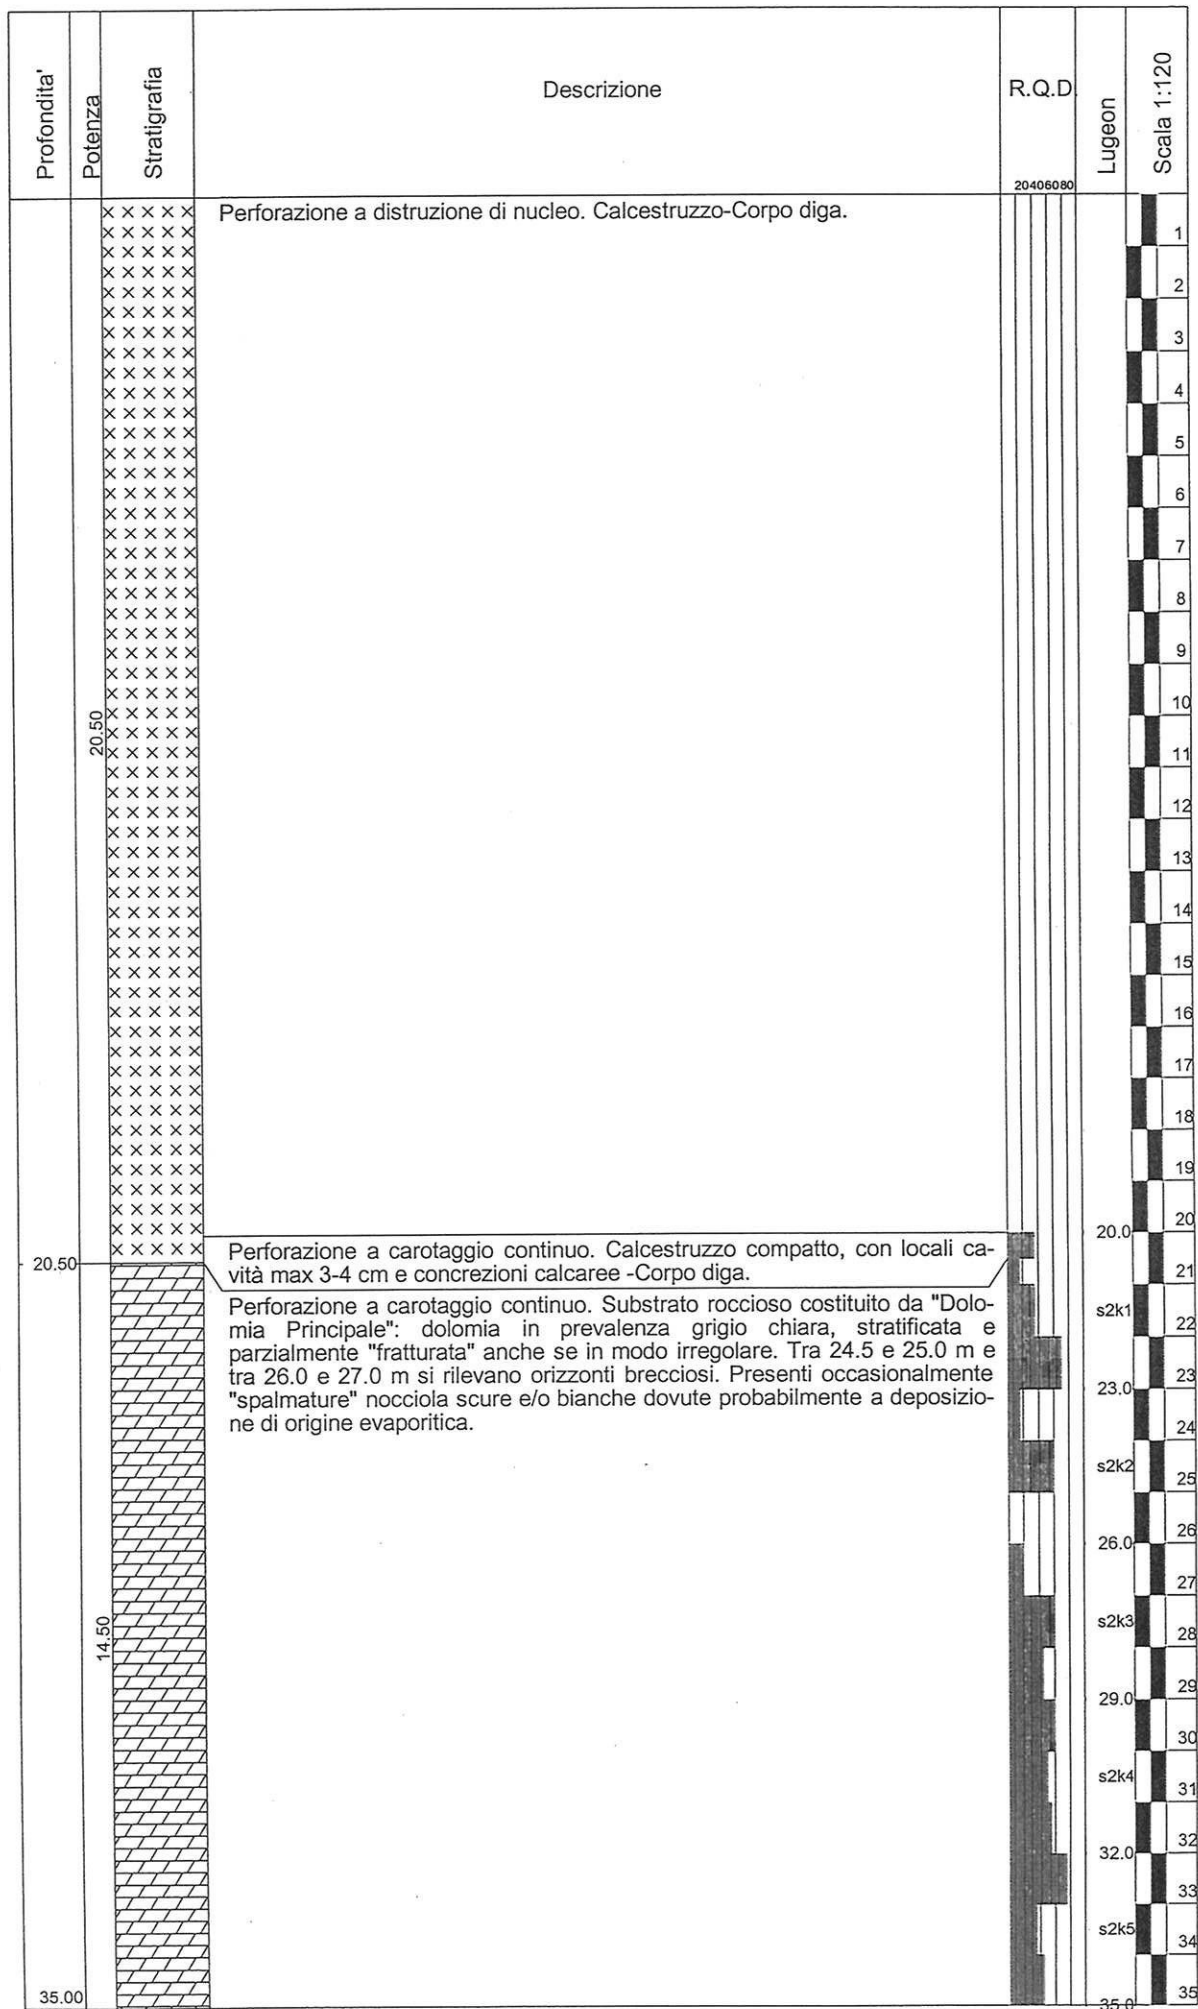 Profondita'
Potenza
Stratigrafia
Descrizione
R.Q.D.
20406080
Lugeon
Scala 1:120
Perforazione a distruzione di nucleo. Calcestruzzo-Corpo diga.
1
2
3
4
5
6
7
8
9
10
20.50
11
12
13
14
15
16
17
18
19
20
20.0
Perforazione a carotaggio continuo. Calcestruzzo compatto, con locali ca-
20.50
vità max 3-4 cm e concrezioni calcaree -Corpo diga.
21
Perforazione a carotaggio continuo. Substrato roccioso costituito da "Dolo-
s2k1
mia Principale": dolomia in prevalenza grigio chiara, stratificata e
22
parzialmente "fratturata" anche se in modo irregolare. Tra 24.5 e 25.0 m e
tra 26.0 e 27.0 m si rilevano orizzonti brecciosi. Presenti occasionalmente
23
"spalmature" nocciola scure e/o bianche dovute probabilmente a deposizio-
23.0
ne di origine evaporitica.
24
s2k2
25
26
26.0
27
s2k3
28
14.50
29
29.0
30
s2k4
31
32
32.0
33
s2k5
34
35.00
35
35.0